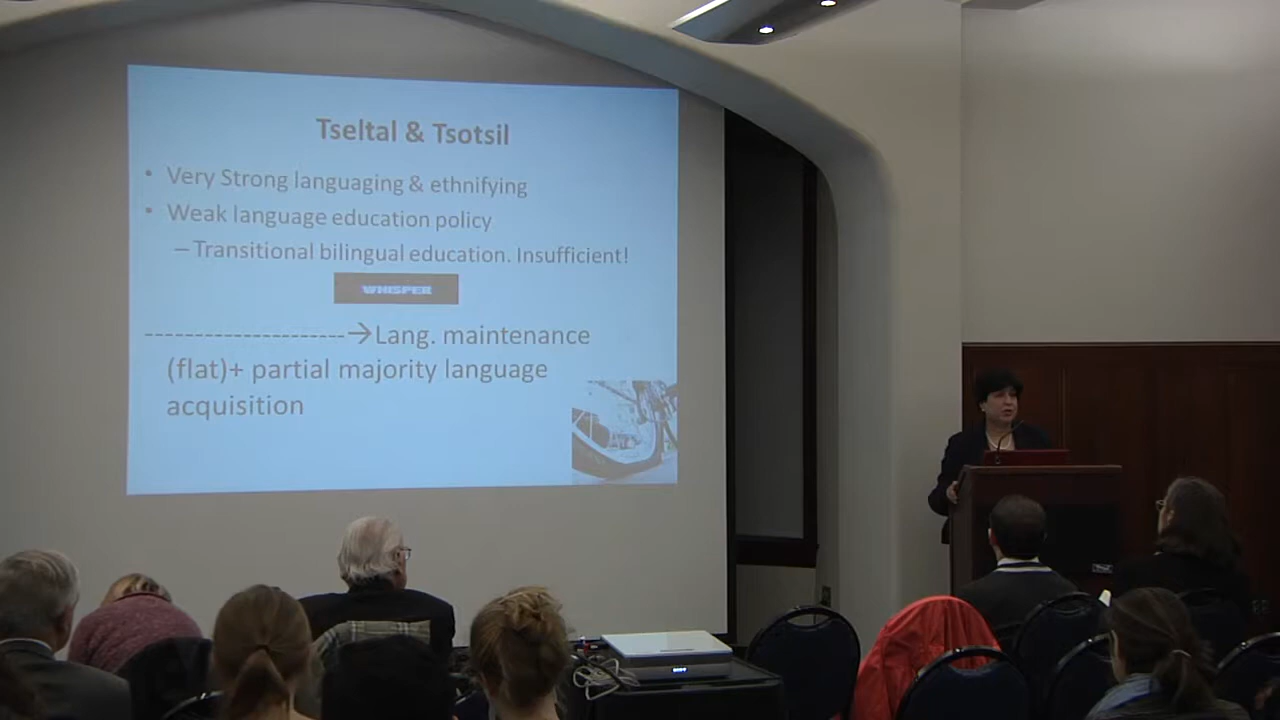 Tseltal & Tsotsil
• Very Strong languaging & ethnifying
• Weak language education policy
– Transitional bilingual education. Insufficient!
WHISPER
--------------------→Lang. maintenance
(flat)+ partial majority language
acquisition